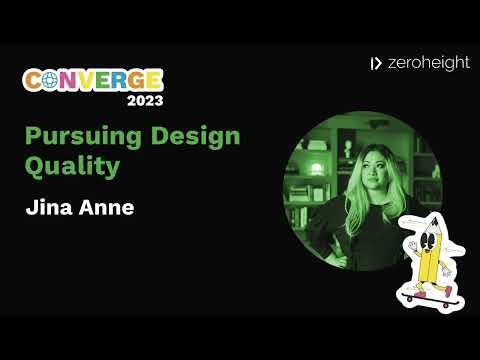 CONVERGE
2023
zeroheight
Pursuing Design
Quality
Jina Anne